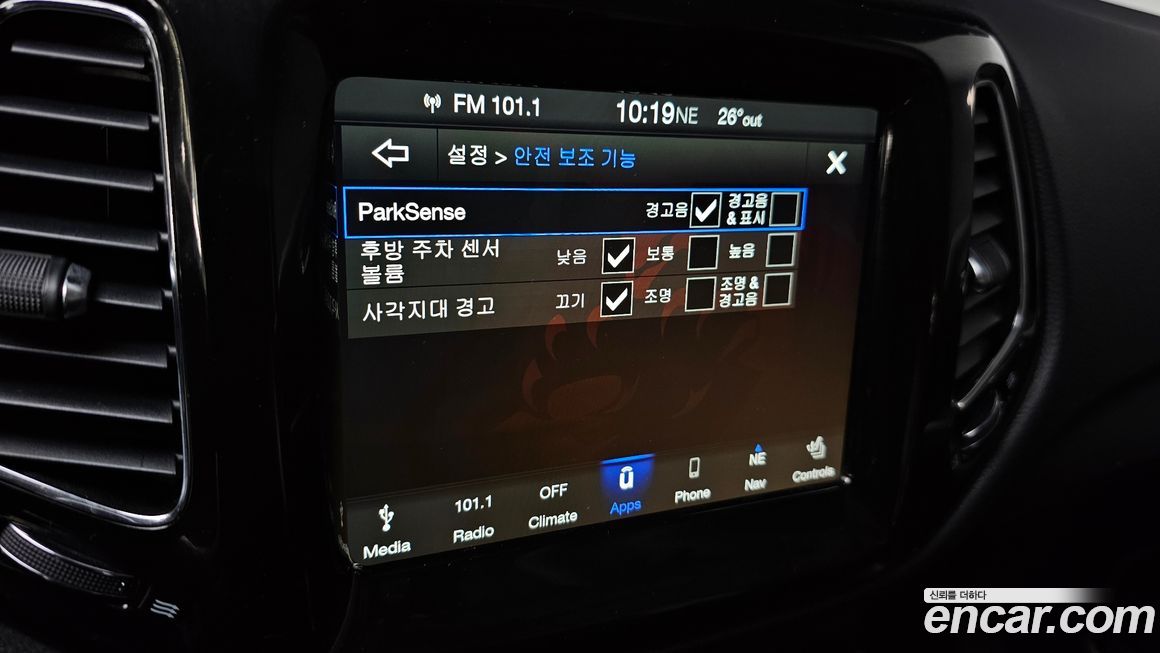 FM 101.1 10:19NE 26°out
설정 > 안전 보조 기능 X
ParkSense 경고음 경고음
& 표시
후방 주차 센서
볼륨 낮음 보통 높음
사각지대 경고 끄기 조명 조명 &
경고음
101.1 OFF NE
Media Radio Climate Apps Phone Nav Controls
신뢰를 더하다
encar.com